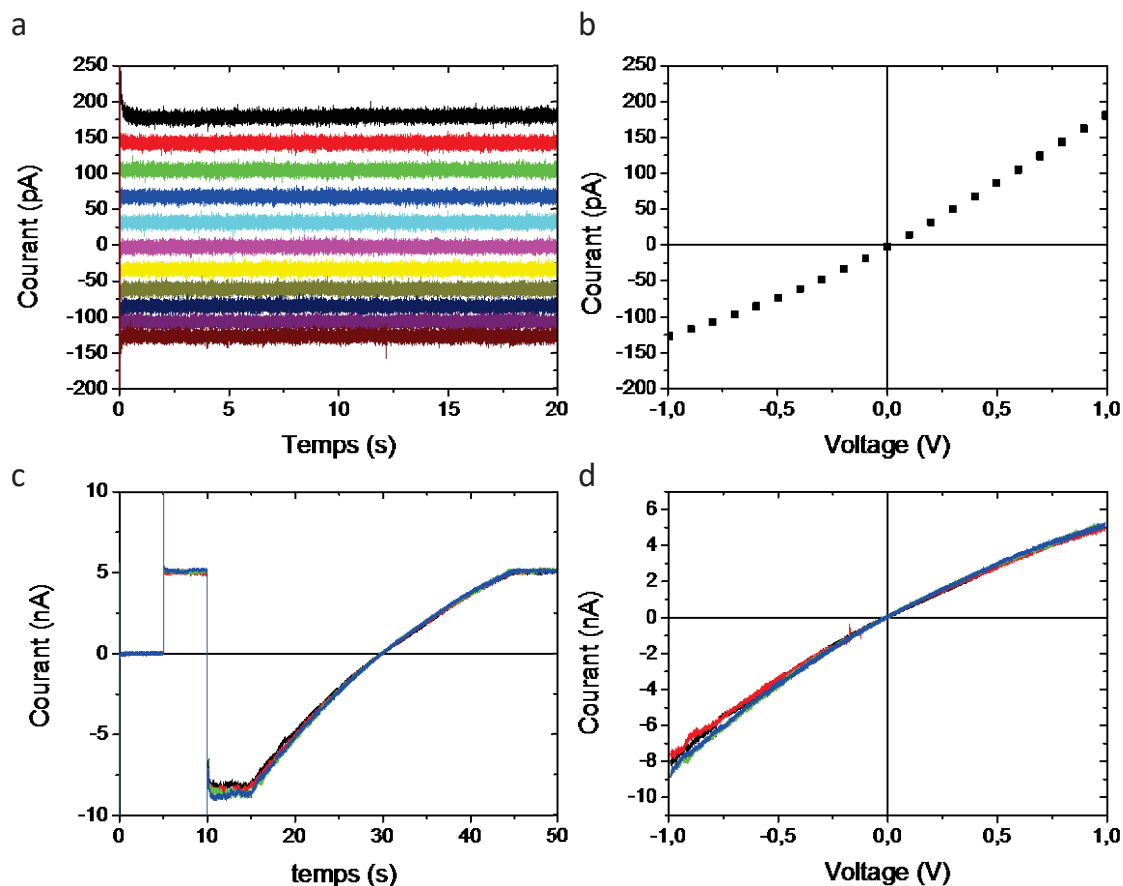 a
250
200
150
100
50
0
-50
-100
-150
-200
Courant (pA)
0 5 10 15 20
Temps (s)
b
250
200
150
100
50
0
-50
-100
-150
-200
Courant (pA)
-1,0 -0,5 0,0 0,5 1,0
Voltage (V)
c
10
5
0
-5
-10
Courant (nA)
0 10 20 30 40 50
temps (s)
d
6
4
2
0
-2
-4
-6
-8
-10
Courant (nA)
-1,0 -0,5 0,0 0,5 1,0
Voltage (V)